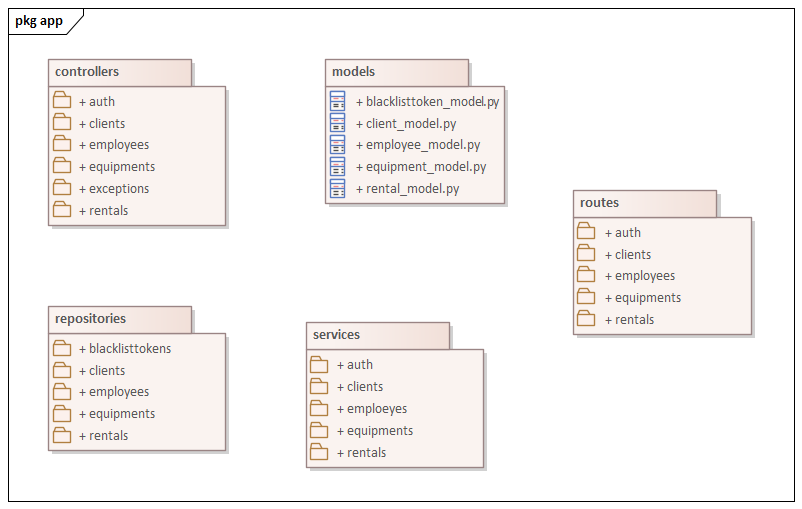 pkg app
controllers
+ auth
+ clients
+ employees
+ equipments
+ exceptions
+ rentals
models
+ blacklisttoken_model.py
+ client_model.py
+ employee_model.py
+ equipment_model.py
+ rental_model.py
routes
+ auth
+ clients
+ employees
+ equipments
+ rentals
repositories
+ blacklisttokens
+ clients
+ employees
+ equipments
+ rentals
services
+ auth
+ clients
+ emploeyes
+ equipments
+ rentals